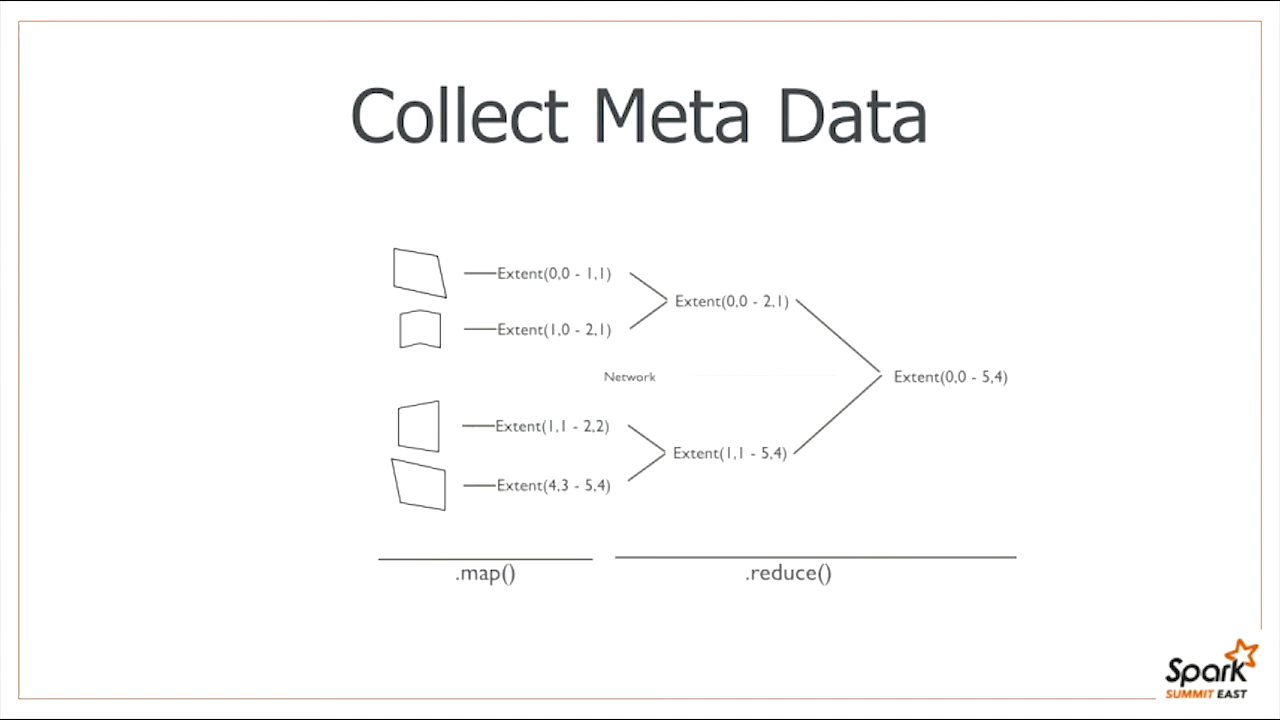 Collect Meta Data
Extent(0,0 - 1,1)
Extent(0,0 - 2,1)
Extent(1,0 - 2,1)
Network
Extent(0,0 - 5,4)
Extent(1,1 - 2,2)
Extent(1,1 - 5,4)
Extent(4,3 - 5,4)
.map()
.reduce()
Spark
SUMMIT EAST